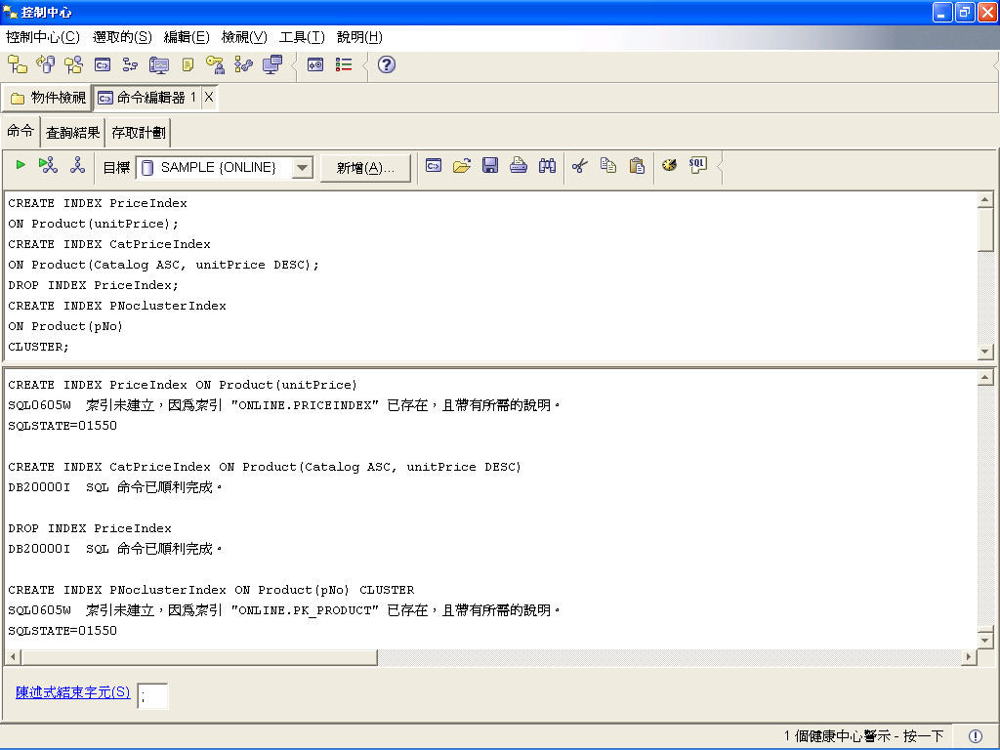 控制中心
控制中心(C) 選取的(S) 編輯(E) 檢視(V) 工具(T) 說明(H)
物件檢視 命令編輯器 1 X
命令 查詢結果 存取計劃
目標 SAMPLE {ONLINE} 新增(A)... SQL
CREATE INDEX PriceIndex
ON Product(unitPrice);
CREATE INDEX CatPriceIndex
ON Product(Catalog ASC, unitPrice DESC);
DROP INDEX PriceIndex;
CREATE INDEX PNoclusterIndex
ON Product(pNo)
CLUSTER;
CREATE INDEX PriceIndex ON Product(unitPrice)
SQL0605W 索引未建立，因為索引 "ONLINE.PRICEINDEX" 已存在，且帶有所需的說明。
SQLSTATE=01550
CREATE INDEX CatPriceIndex ON Product(Catalog ASC, unitPrice DESC)
DB20000I SQL 命令已順利完成。
DROP INDEX PriceIndex
DB20000I SQL 命令已順利完成。
CREATE INDEX PNoclusterIndex ON Product(pNo) CLUSTER
SQL0605W 索引未建立，因為索引 "ONLINE.PK_PRODUCT" 已存在，且帶有所需的說明。
SQLSTATE=01550
陳述式結束字元(S) ;
1 個健康中心警示 - 按一下